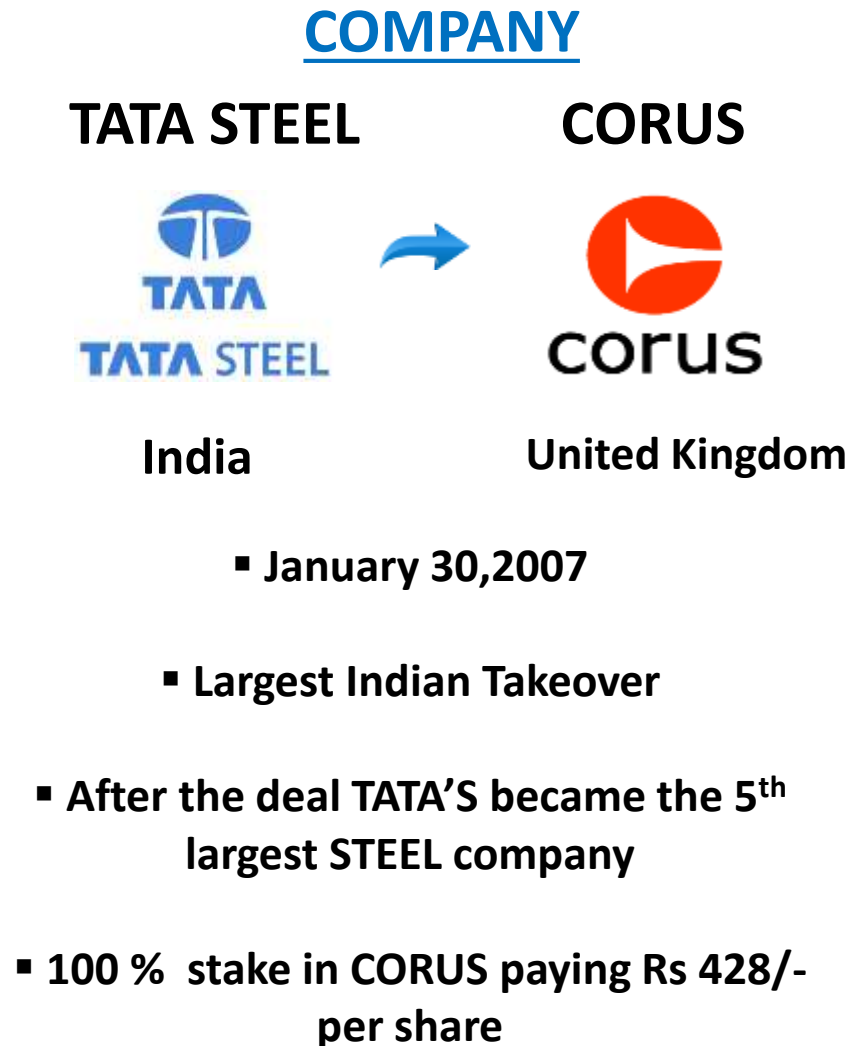 COMPANY
TATA STEEL CORUS
TATA
TATA STEEL
corus
India United Kingdom
▪ January 30,2007
▪ Largest Indian Takeover
▪ After the deal TATA’S became the 5th
largest STEEL company
▪ 100 % stake in CORUS paying Rs 428/-
per share